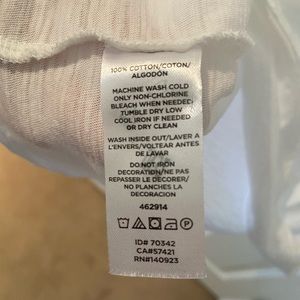 100% COTTON/COTON/
ALGODÓN
MACHINE WASH COLD
ONLY NON-CHLORINE
BLEACH WHEN NEEDED
TUMBLE DRY LOW
COOL IRON IF NEEDED
OR DRY CLEAN
WASH INSIDE OUT/LAVER A
L'ENVERS/VOLTEAR ANTES
DE LAVAR
DO NOT IRON
DECORATION/NE PAS
REPASSER LE DECORER/
NO PLANCHES LA
DECORACIÓN
462914
P
ID# 70342
CA#57421
RN#140923